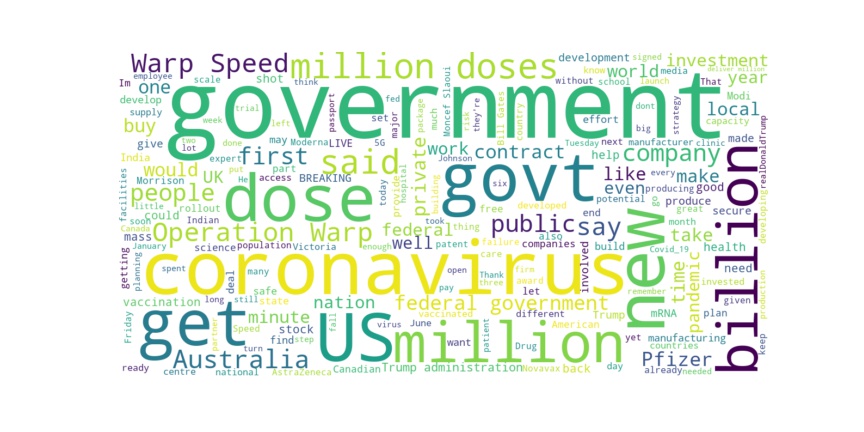 Warp Speed
million doses
development
signed
investment
deliver million
employee
Im
scale
shot
think
know
media
without
school
launch
That
year
one
world
Modi
develop
government
local
supply
trial
passport
fed
package
Moncef Slaoui
risk
they're
Bill Gates
country
effort
dont
strategy
capacity
buy
week
left
set
major
much
Tuesday
next
manufacturer
big
clinic
give
two
lot
done
may
Moderna
LIVE
5G
work
contract
help
company
made
India
expert
put
first
said
private
Johnson
every
UK
part
BREAKING
would
access
today
hospital
like
even
make
good
Morrison
dose
govt
six
producing
produce
people
little
rollout
provide
building
free
developed
potential
go
great
could
end
month
secure
soon
Indian
took
thing
public
say
new
take
Covid_19
health
billion
realDonaldTrump
facilities
Canada
Operation Warp
federal
also
mass
January
science
population
Victoria
well
enough
patent
failure
companies
build
time
pandemic
need
developing
getting
planning
coronavirus
care
involved
spent
deal
many
open
firm
mRNA
invested
long
still
safe
pay
Thank
three
award
let
remember
given
vaccination
state
nation
federal government
production
Friday
get
minute
US
vaccinated
different
Trump
plan
Speed
stock
fall
virus
June
American
yet
manufacturing
partner
turn
find
step
million
want
patient
Drug
countries
keep
Australia
Pfizer
ready
centre
national
He
AstraZeneca
Canadian
Trump administration
Novavax
back
day
already
needed